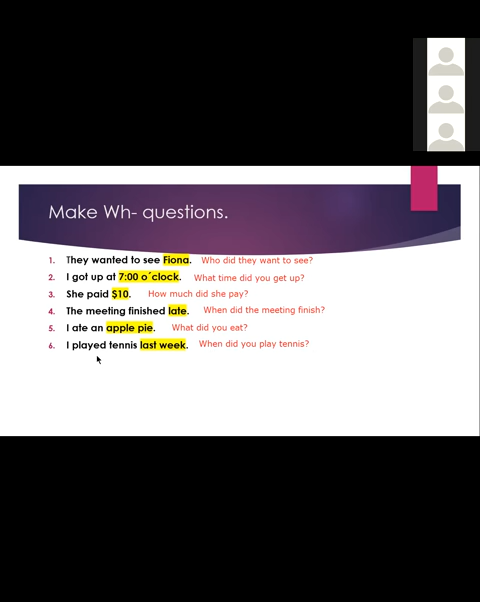 Make Wh- questions.
1. They wanted to see Fiona. Who did they want to see?
2. I got up at 7:00 o´clock. What time did you get up?
3. She paid $10. How much did she pay?
4. The meeting finished late. When did the meeting finish?
5. I ate an apple pie. What did you eat?
6. I played tennis last week. When did you play tennis?